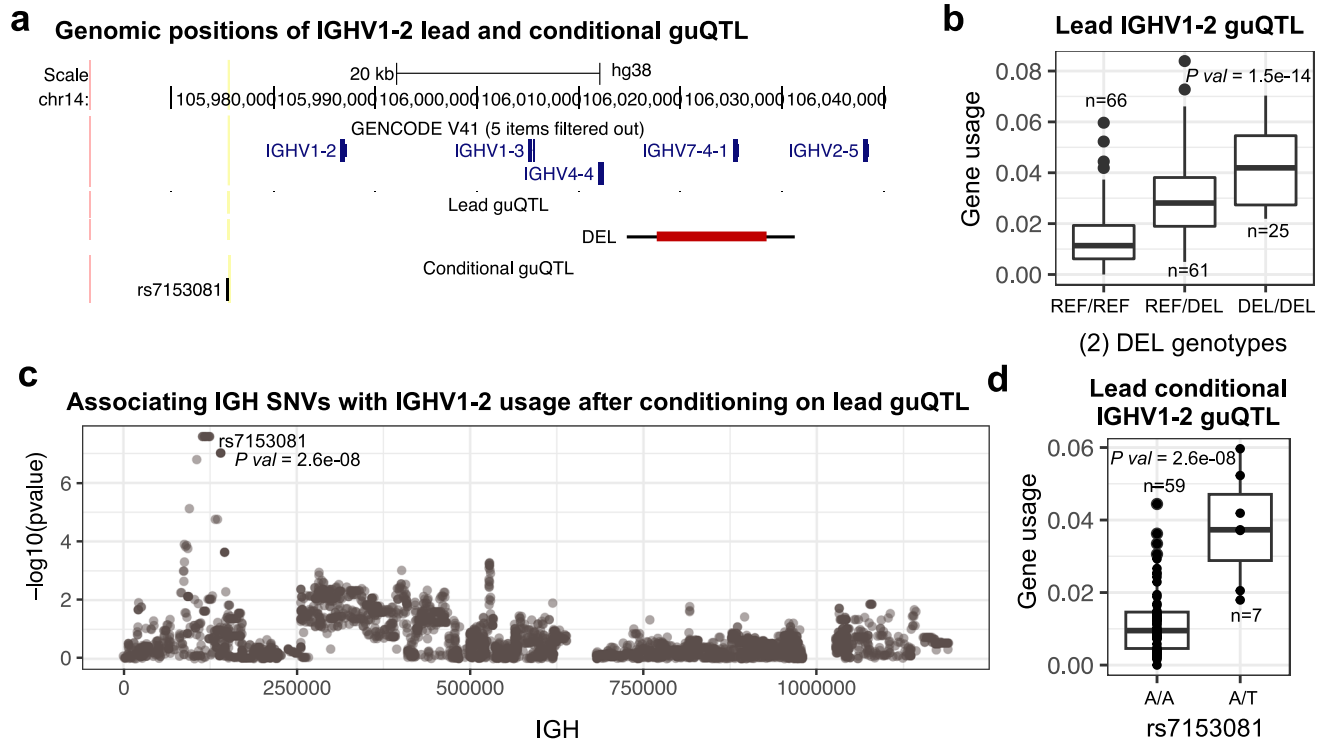 a
Genomic positions of IGHV1-2 lead and conditional guQTL
Scale
20 kb
hg38
chr14:
105,980,000
105,990,000
106,000,000
106,010,000
106,020,000
106,030,000
106,040,000
GENCODE V41 (5 items filtered out)
IGHV1-2
IGHV1-3
IGHV7-4-1
IGHV2-5
IGHV4-4
Lead guQTL
DEL
Conditional guQTL
rs7153081
b
Lead IGHV1-2 guQTL
P val = 1.5e-14
n=66
n=61
n=25
Gene usage
0.08
0.06
0.04
0.02
0.00
REF/REF
REF/DEL
DEL/DEL
(2) DEL genotypes
c
Associating IGH SNVs with IGHV1-2 usage after conditioning on lead guQTL
rs7153081
P val = 2.6e-08
−log10(pvalue)
6
4
2
0
0
250000
500000
750000
1000000
IGH
d
Lead conditional
IGHV1-2 guQTL
P val = 2.6e-08
n=59
n=7
Gene usage
0.06
0.04
0.02
0.00
A/A
A/T
rs7153081